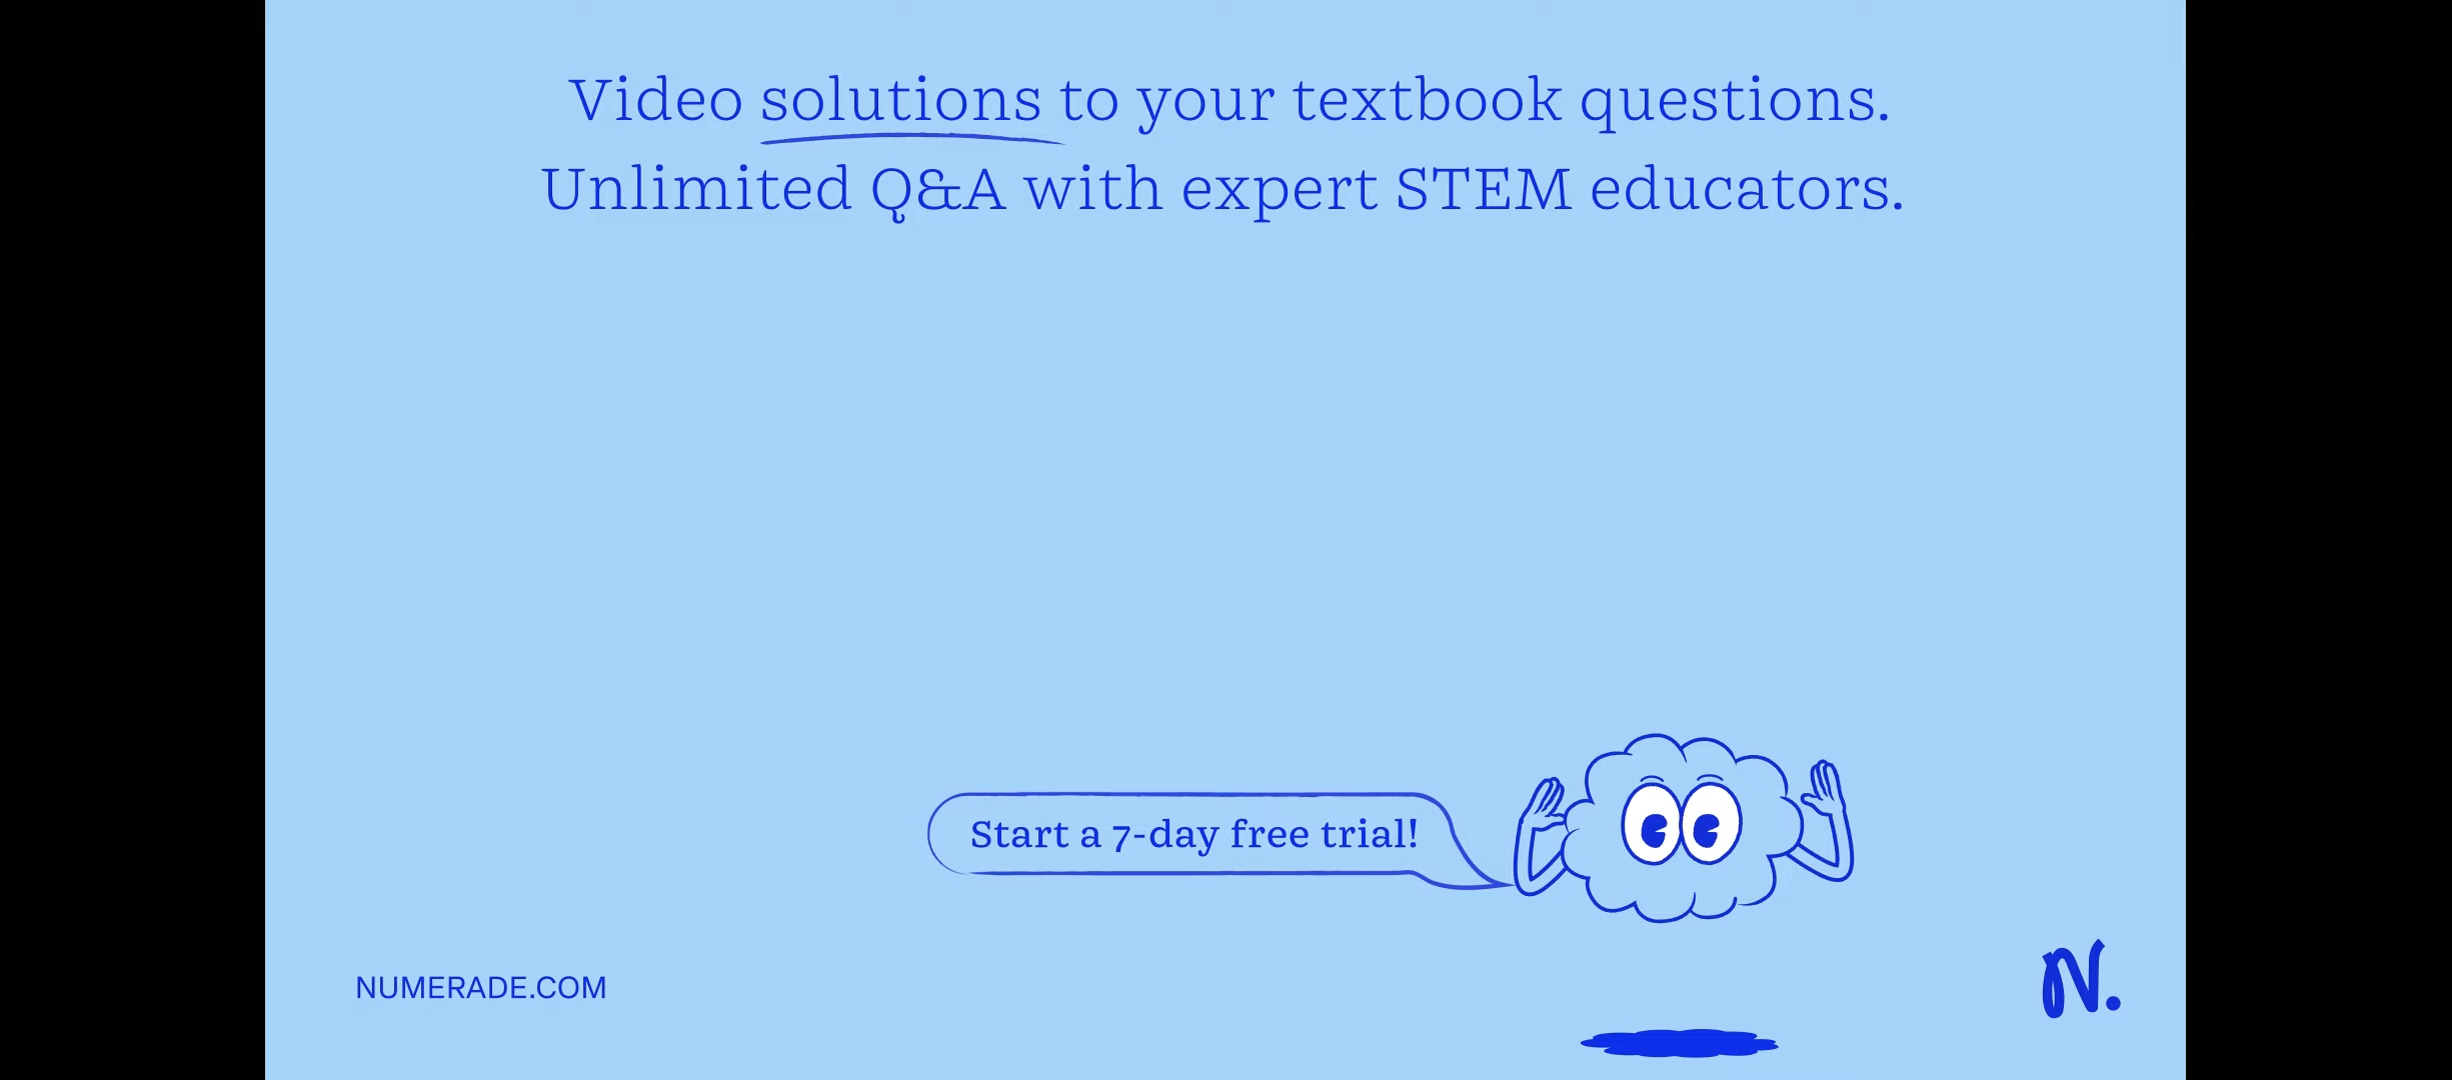 Video solutions to your textbook questions.
Unlimited Q&A with expert STEM educators.
Start a 7-day free trial!
NUMERADE.COM
N.